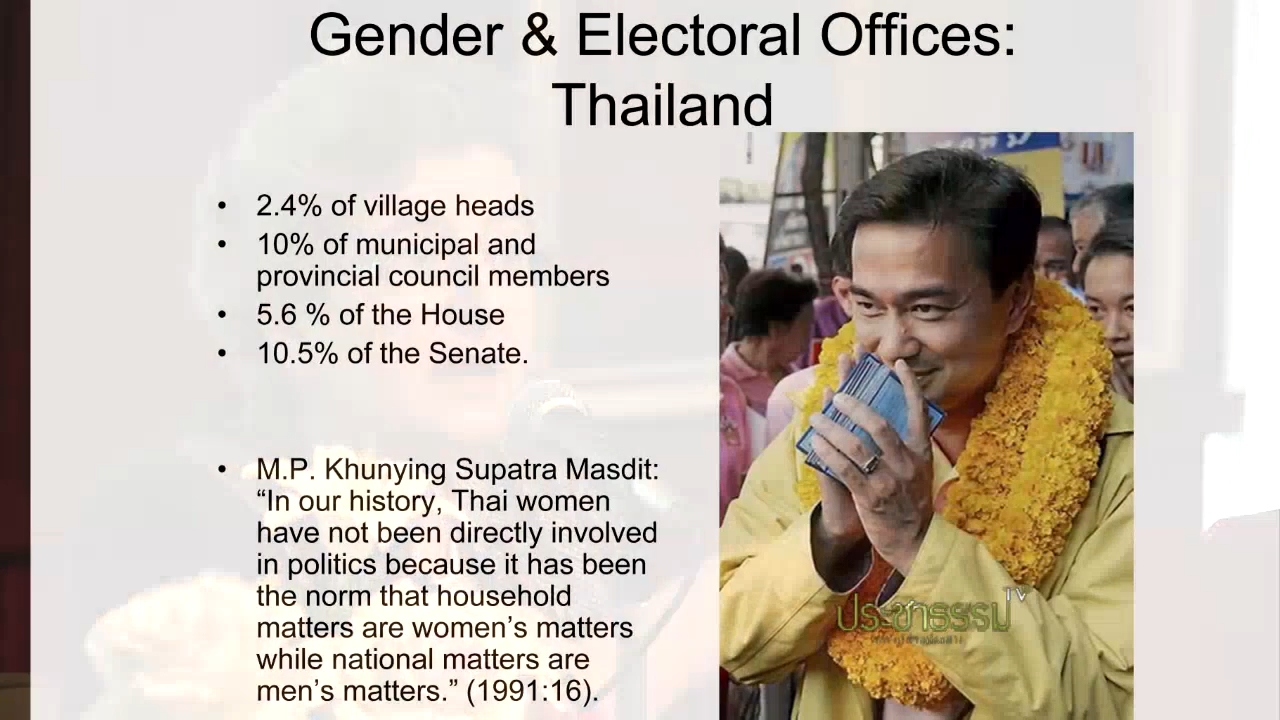 Gender & Electoral Offices:
Thailand
• 2.4% of village heads
• 10% of municipal and
provincial council members
• 5.6 % of the House
• 10.5% of the Senate.
• M.P. Khunying Supatra Masdit:
“In our history, Thai women
have not been directly involved
in politics because it has been
the norm that household
matters are women’s matters
while national matters are
men’s matters.” (1991:16).
ประชาธรรม TV